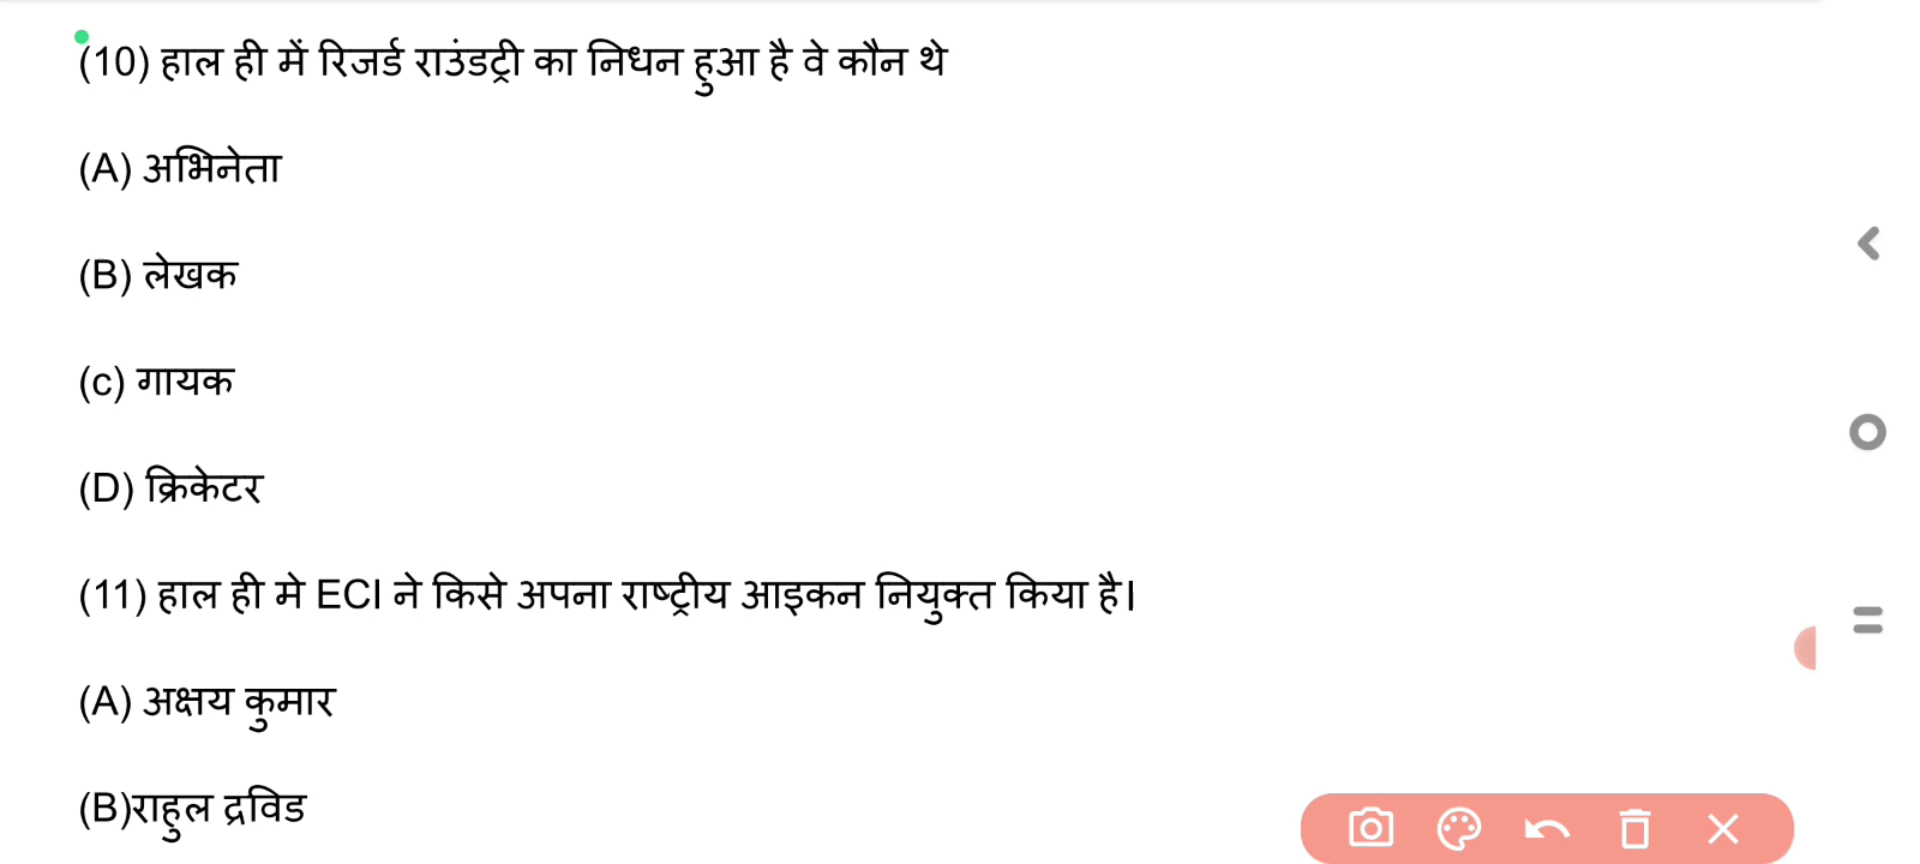 (10) हाल ही में रिजर्ड राउंडट्री का निधन हुआ है वे कौन थे
(A) अभिनेता
(B) लेखक
(c) गायक
(D) क्रिकेटर
(11) हाल ही मे ECI ने किसे अपना राष्ट्रीय आइकन नियुक्त किया है।
(A) अक्षय कुमार
(B)राहुल द्रविड